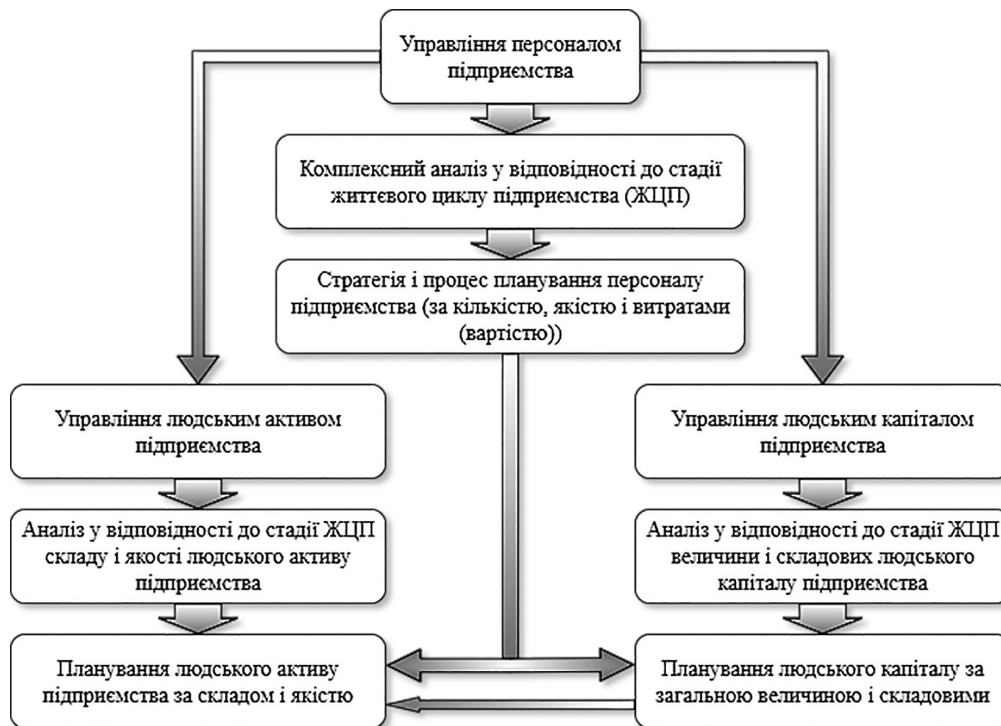 Управління персоналом
підприємства
Комплексний аналіз у відповідності до стадії
життєвого циклу підприємства (ЖЦП)
Стратегія і процес планування персоналу
підприємства (за кількістю, якістю і витратами
(вартістю))
Управління людським активом
підприємства
Управління людським капіталом
підприємства
Аналіз у відповідності до стадії ЖЦП
складу і якості людського активу
підприємства
Аналіз у відповідності до стадії ЖЦП
величини і складових людського
капіталу підприємства
Планування людського активу
підприємства за складом і якістю
Планування людського капіталу за
загальною величиною і складовими